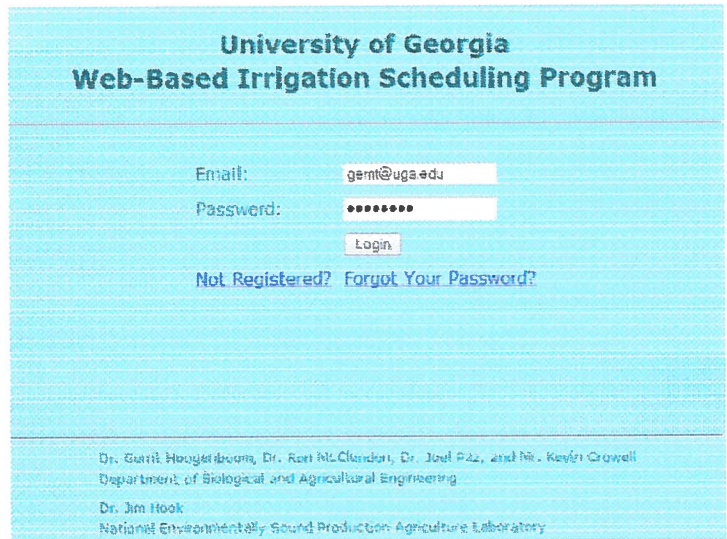 University of Georgia
Web-Based Irrigation Scheduling Program
Email: gerrit@uga.edu
Password: ••••••••
Login
Not Registered? Forgot Your Password?
Dr. Gerrit Hoogenboom, Dr. Ron McClendon, Dr. Joel Paz, and Mr. Kevin Crowell
Department of Biological and Agricultural Engineering
Dr. Jim Hook
National Environmentally Sound Production Agriculture Laboratory